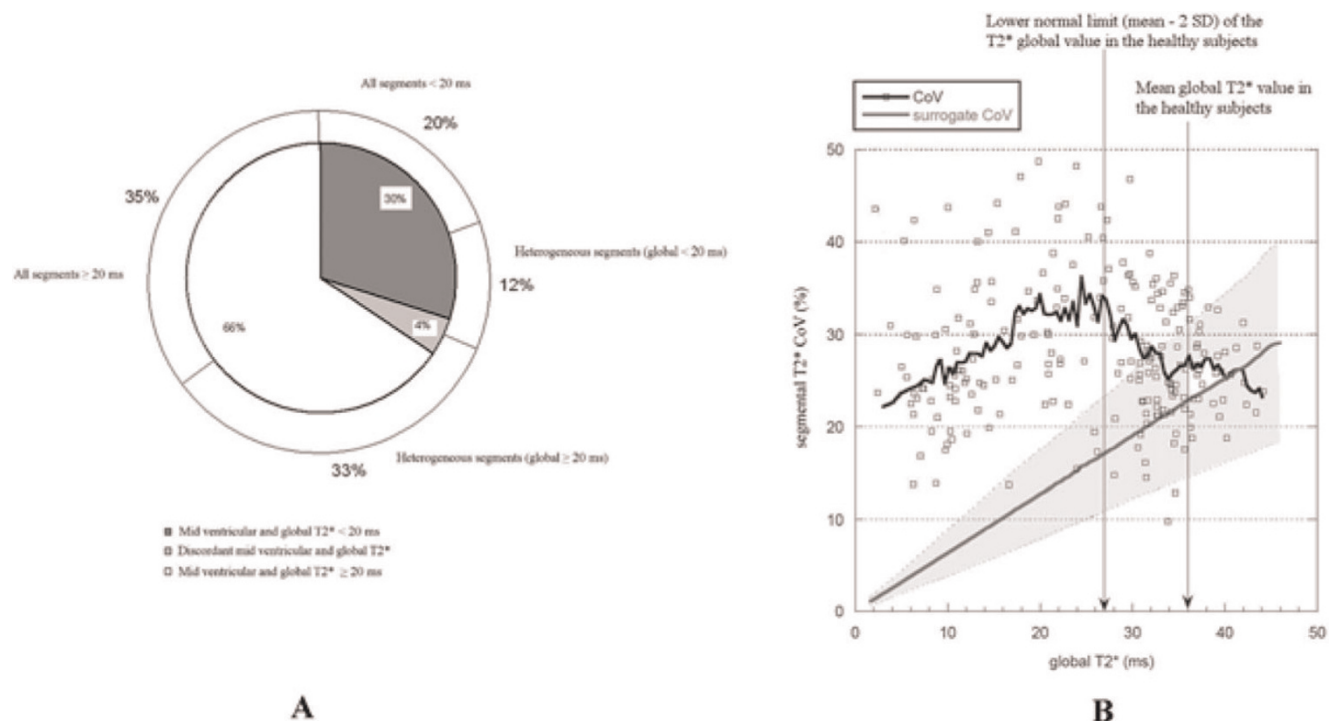 All segments < 20 ms
20%
35%
30%
Heterogeneous segments (global < 20 ms)
12%
All segments ≥ 20 ms
4%
66%
Heterogeneous segments (global ≥ 20 ms)
33%
Mid ventricular and global T2* < 20 ms
Discordant mid ventricular and global T2*
Mid ventricular and global T2* ≥ 20 ms
A
Lower normal limit (mean - 2 SD) of the
T2* global value in the healthy subjects
Mean global T2* value in
the healthy subjects
CoV
surrogate CoV
segmental T2* CoV (%)
50
40
30
20
10
0
0 10 20 30 40 50
global T2* (ms)
B